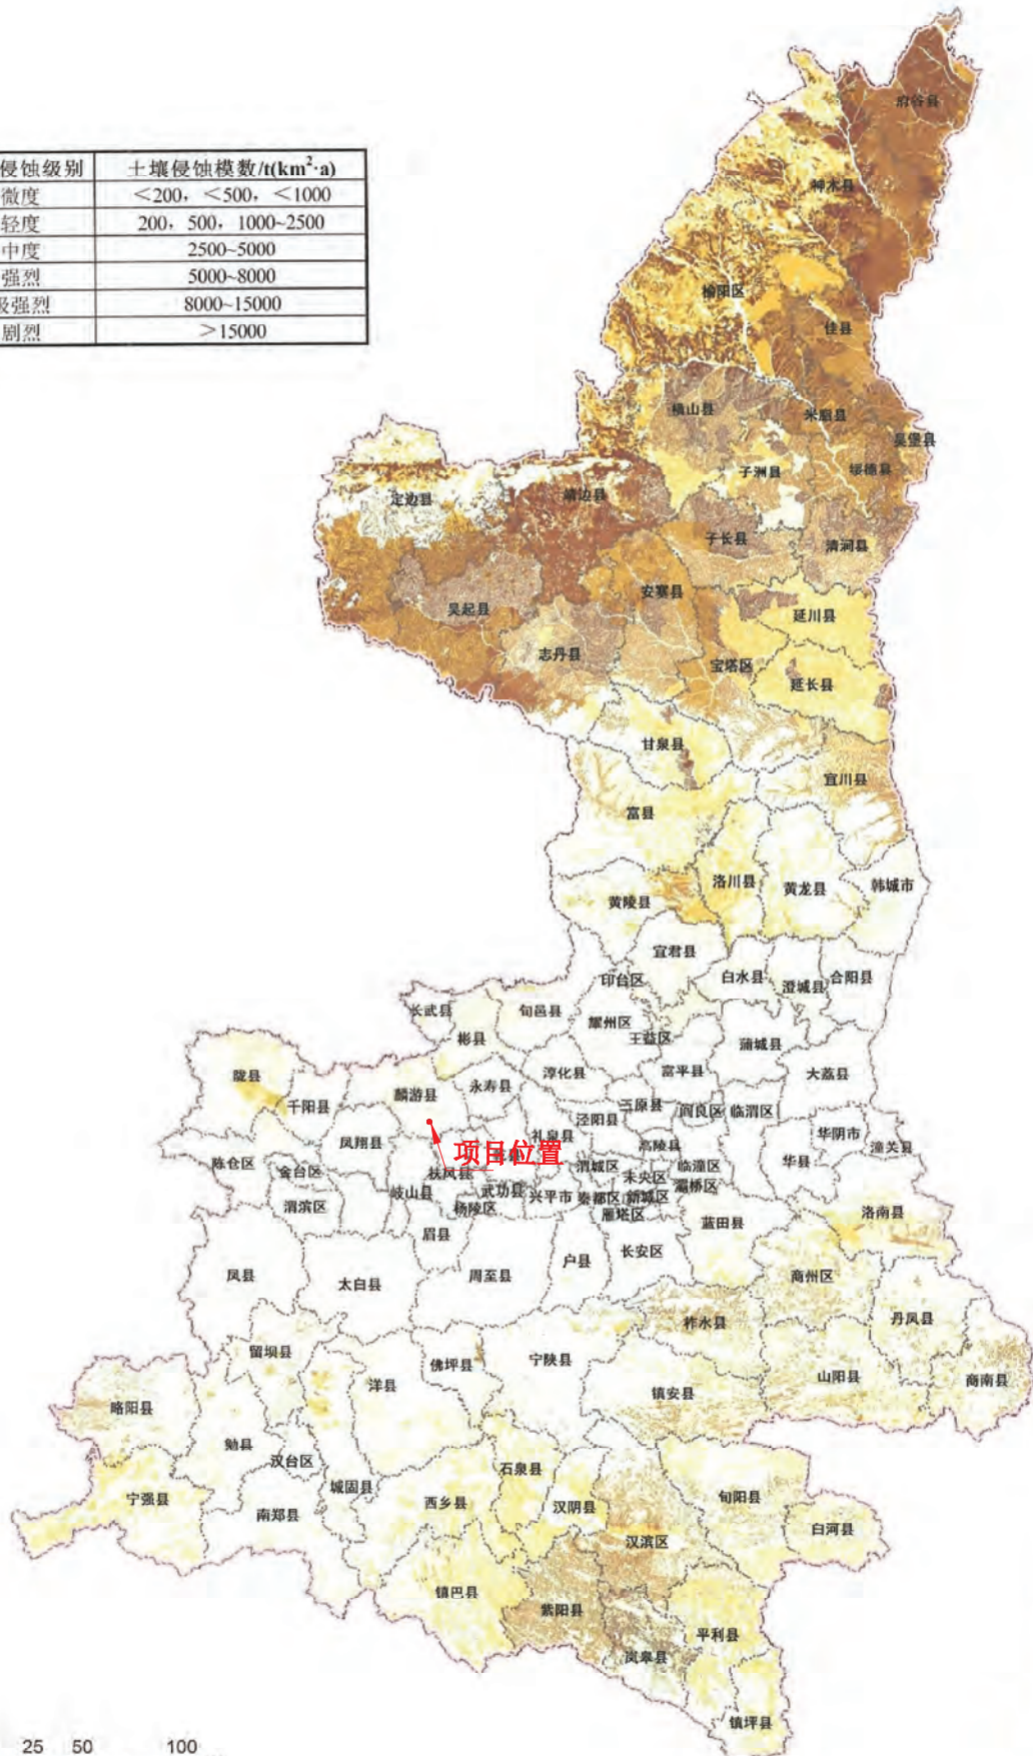 侵蚀级别 土壤侵蚀模数/t(km²·a)
微度 <200，<500，<1000
轻度 200，500，1000~2500
中度 2500~5000
强烈 5000~8000
极强烈 8000~15000
剧烈 >15000
府谷县
神木县
榆阳区
佳县
横山县
米脂县
吴堡县
子洲县
绥德县
定边县
靖边县
子长县
清涧县
吴起县
安塞县
延川县
志丹县
宝塔区
延长县
甘泉县
宜川县
富县
洛川县
黄龙县
韩城市
黄陵县
宜君县
印台区
白水县
澄城县
合阳县
长武县
旬邑县
彬县
耀州区
王益区
蒲城县
陇县
千阳县
麟游县
永寿县
淳化县
富平县
大荔县
凤翔县
礼泉县
泾阳县
三原县
阎良区
临渭区
华阴市
潼关县
项目位置
陈仓区
金台区
扶风县
渭城区
高陵县
临潼区
华县
渭滨区
岐山县
武功县
杨陵区
兴平市
秦都区
未央区
新城区
灞桥区
雁塔区
蓝田县
洛南县
眉县
凤县
太白县
周至县
户县
长安区
商州区
丹凤县
柞水县
留坝县
佛坪县
宁陕县
洋县
镇安县
山阳县
商南县
略阳县
勉县
汉台区
城固县
石泉县
宁强县
南郑县
西乡县
汉阴县
旬阳县
白河县
汉滨区
镇巴县
紫阳县
平利县
岚皋县
镇坪县
25 50 100